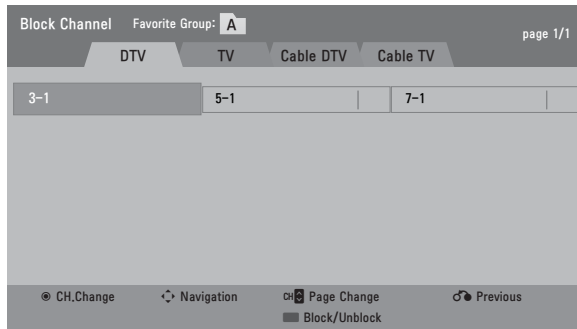 Block Channel Favorite Group: A
page 1/1
DTV TV Cable DTV Cable TV
3-1 5-1 7-1
CH.Change Navigation CH Page Change Previous
Block/Unblock